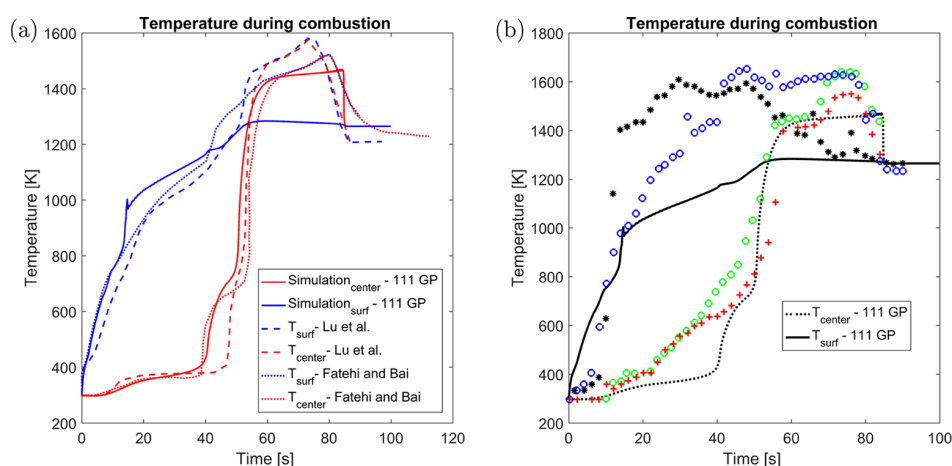 (a)
Temperature during combustion
1600
1400
1200
1000
800
600
400
200
Temperature [K]
0
20
40
60
80
100
120
Time [s]
Simulation_center - 111 GP
Simulation_surf - 111 GP
T_surf- Lu et al.
T_center- Lu et al.
T_surf- Fatehi and Bai
T_center- Fatehi and Bai
(b)
Temperature during combustion
1600
1400
1200
1000
800
600
400
200
Temperature [K]
0
20
40
60
80
100
Time [s]
T_center- 111 GP
T_surf- 111 GP